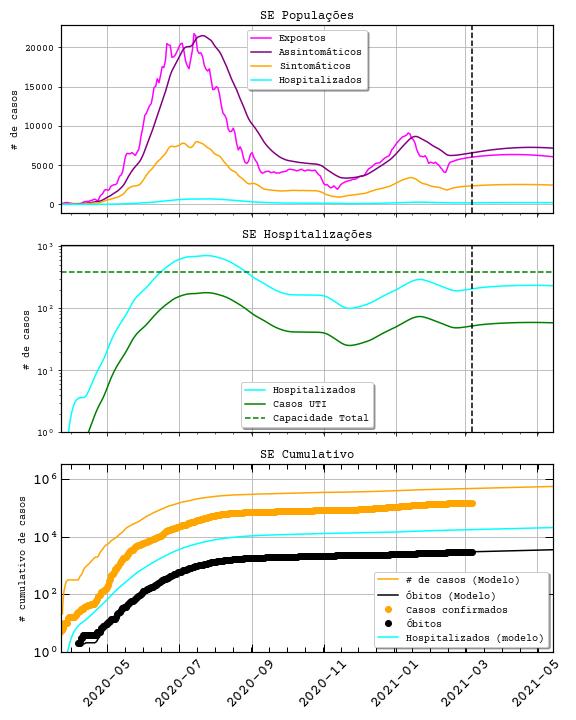 SE Populações
# de casos
20000
15000
10000
5000
0
Expostos
Assintomáticos
Sintomáticos
Hospitalizados
SE Hospitalizações
# de casos
10³
10²
10¹
10⁰
Hospitalizados
Casos UTI
Capacidade Total
SE Cumulativo
# cumulativo de casos
10⁶
10⁴
10²
10⁰
# de casos (Modelo)
Óbitos (Modelo)
Casos confirmados
Óbitos
Hospitalizados (modelo)
2020-05
2020-07
2020-09
2020-11
2021-01
2021-03
2021-05